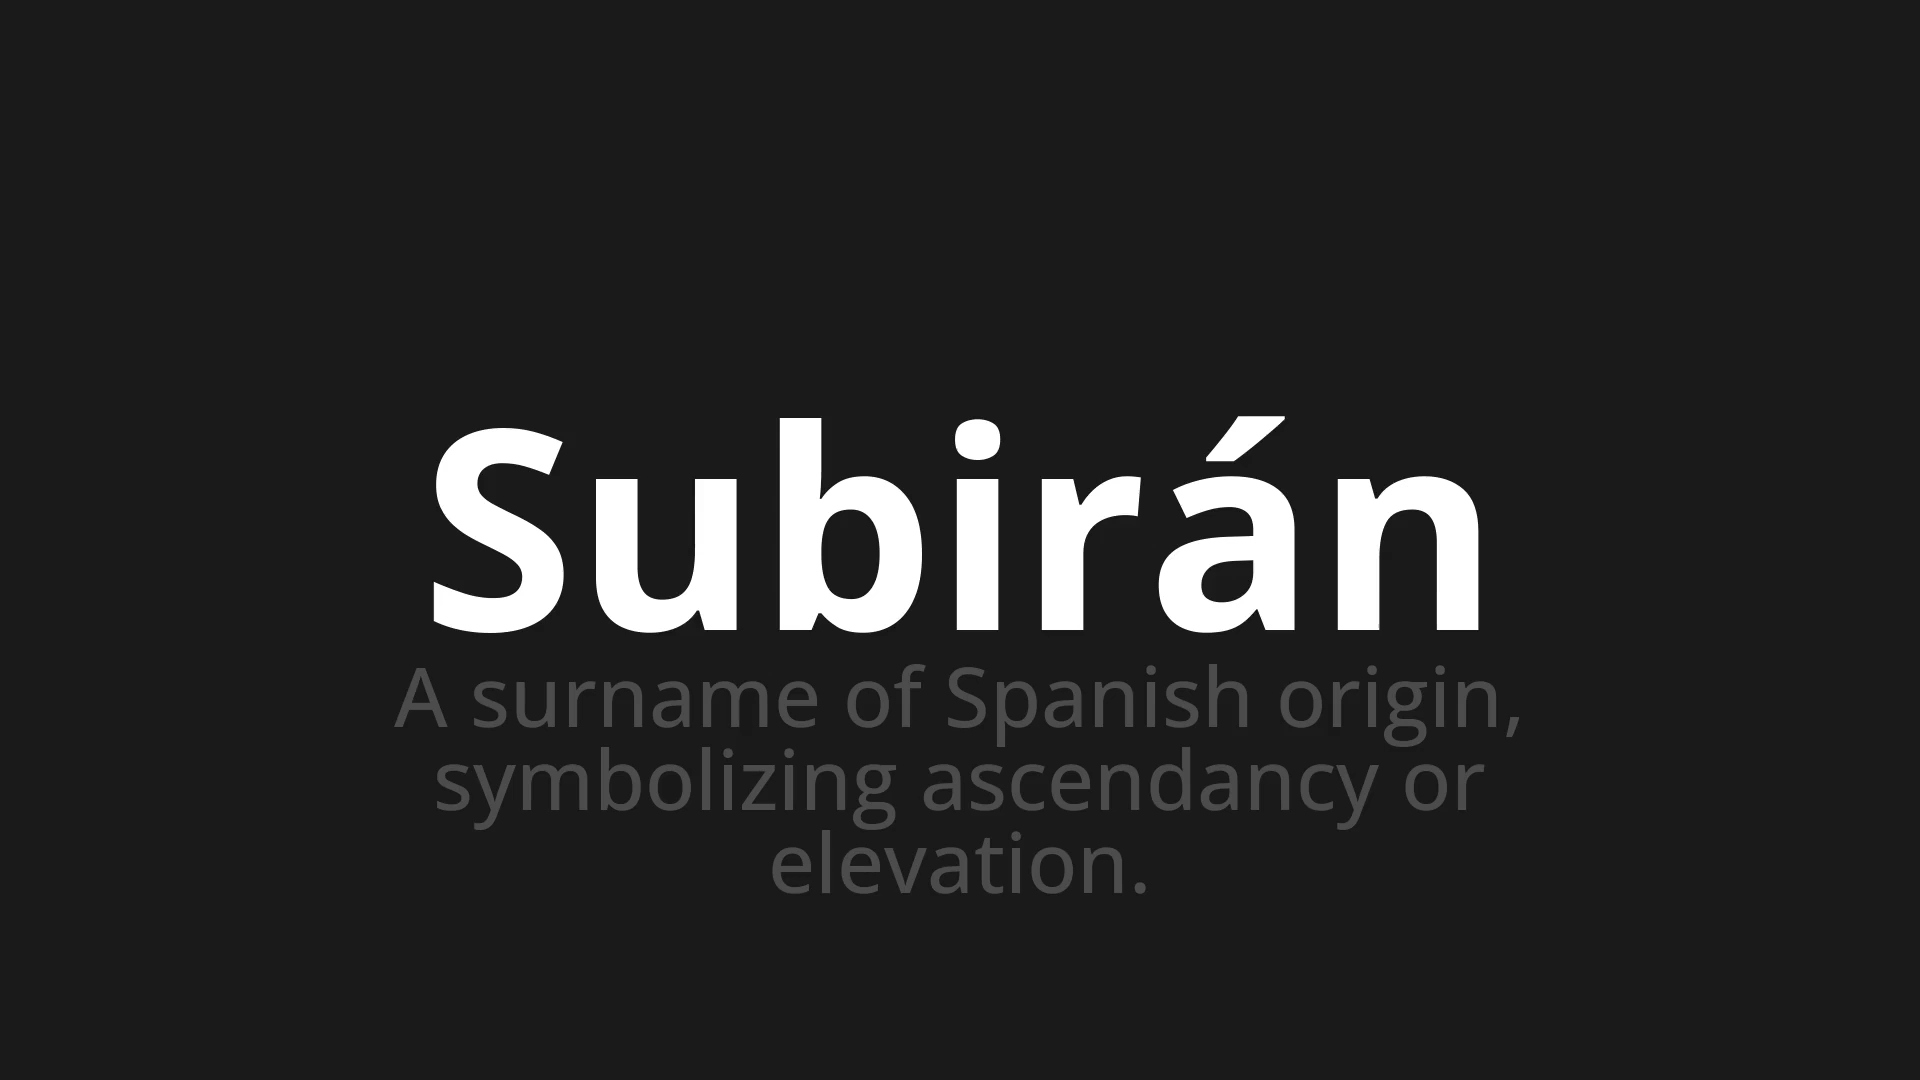 Subirán
A surname of Spanish origin,
symbolizing ascendancy or
elevation.